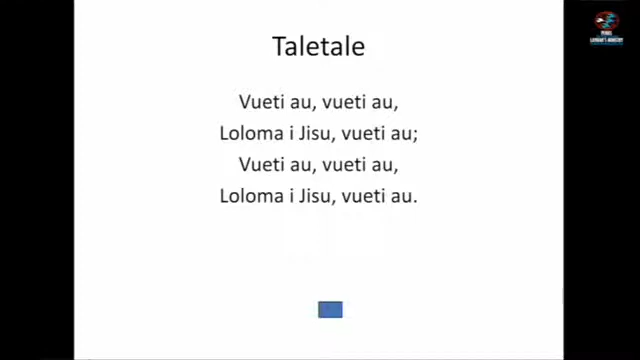 Taletale
Vueti au, vueti au,
Loloma i Jisu, vueti au;
Vueti au, vueti au,
Loloma i Jisu, vueti au.